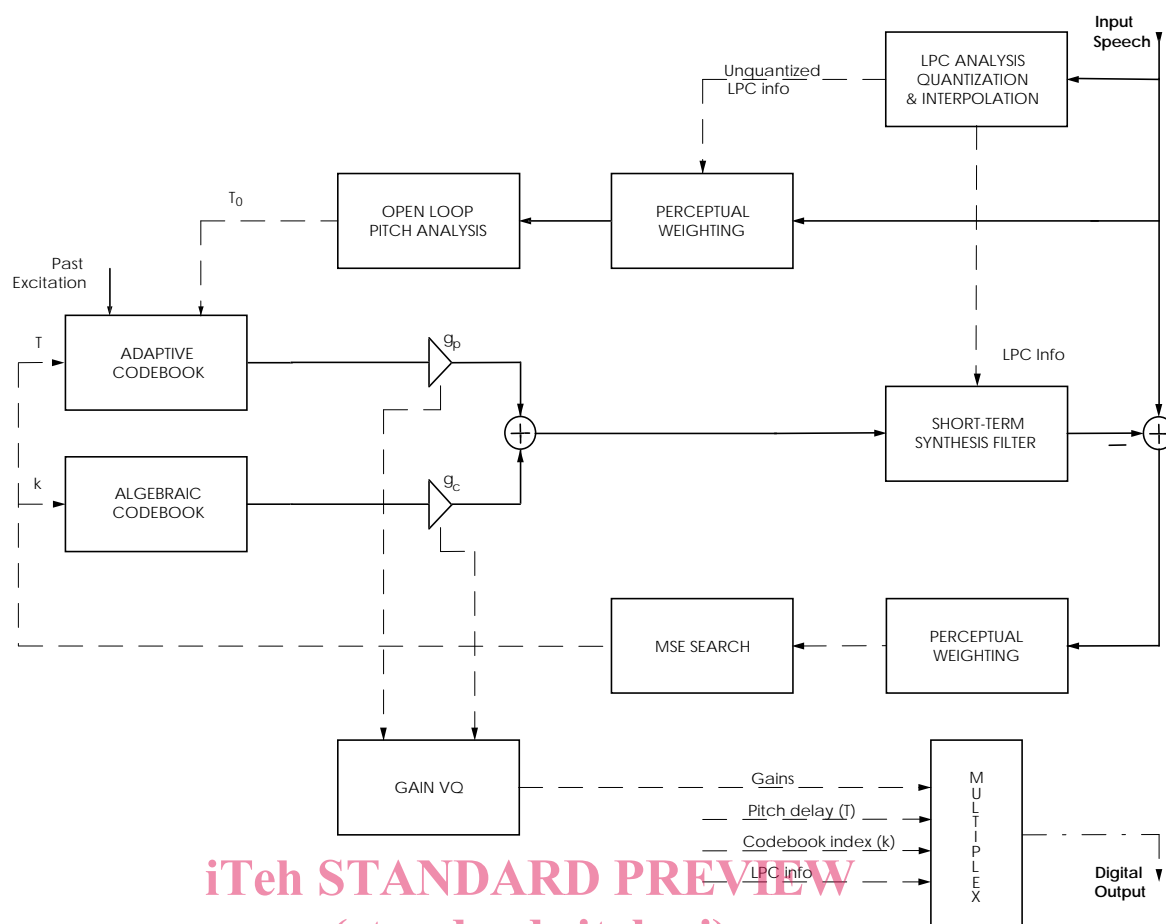 Input
Speech
LPC ANALYSIS
QUANTIZATION
& INTERPOLATION
Unquantized
LPC info
T0
OPEN LOOP
PITCH ANALYSIS
PERCEPTUAL
WEIGHTING
Past
Excitation
T
ADAPTIVE
CODEBOOK
gp
LPC Info
SHORT-TERM
SYNTHESIS FILTER
k
ALGEBRAIC
CODEBOOK
gc
MSE SEARCH
PERCEPTUAL
WEIGHTING
GAIN VQ
Gains
Pitch delay (T)
Codebook index (k)
LPC info
MULTIPLEX
Digital
Output
iTeh STANDARD PREVIEW